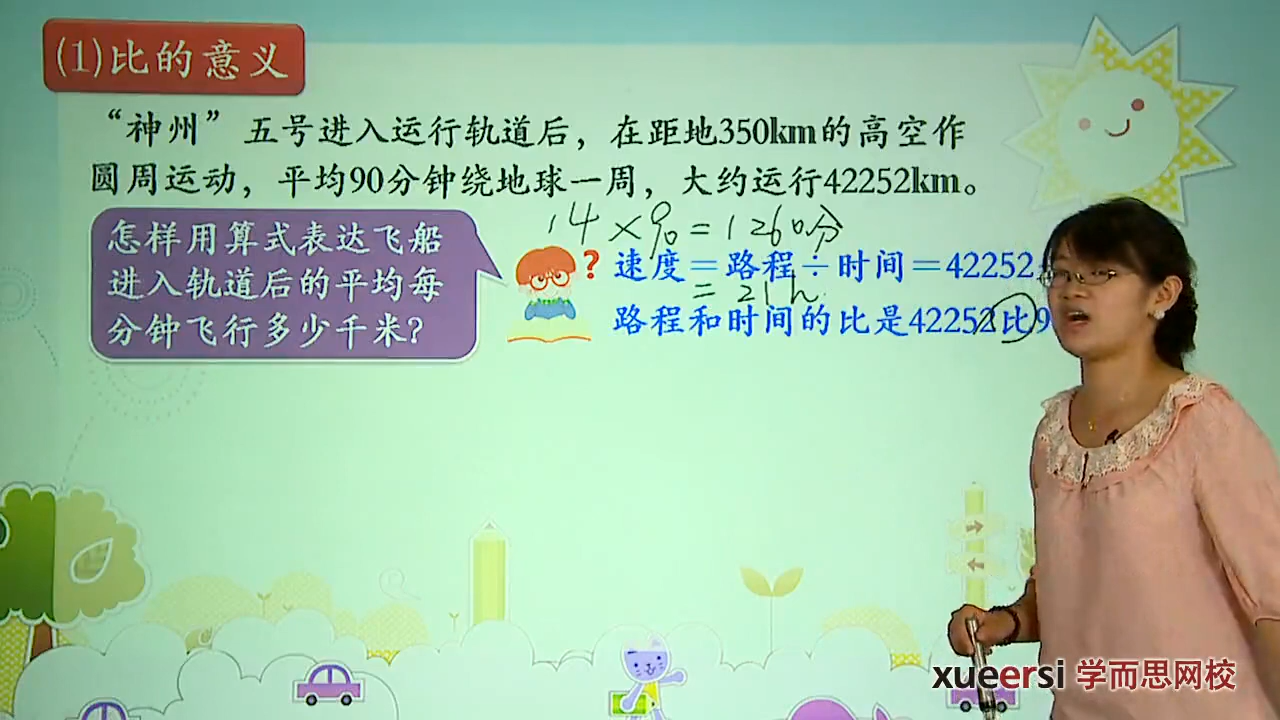 (1)比的意义
“神州”五号进入运行轨道后，在距地350km的高空作
圆周运动，平均90分钟绕地球一周，大约运行42252km。
14×90=1260分
怎样用算式表达飞船
进入轨道后的平均每
分钟飞行多少千米?
?
速度=路程÷时间=42252
=21h.
路程和时间的比是42252比9
xueersi 学而思网校